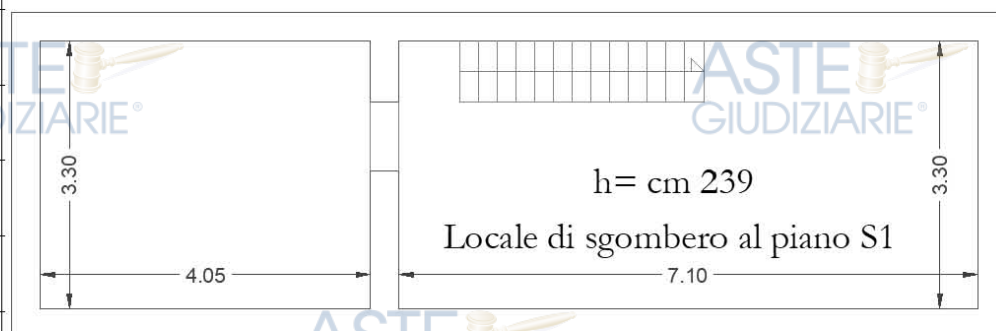 ASTE
GIUDIZIARIE®
3.30
h= cm 239
3.30
Locale di sgombero al piano S1
4.05
7.10
ASTE